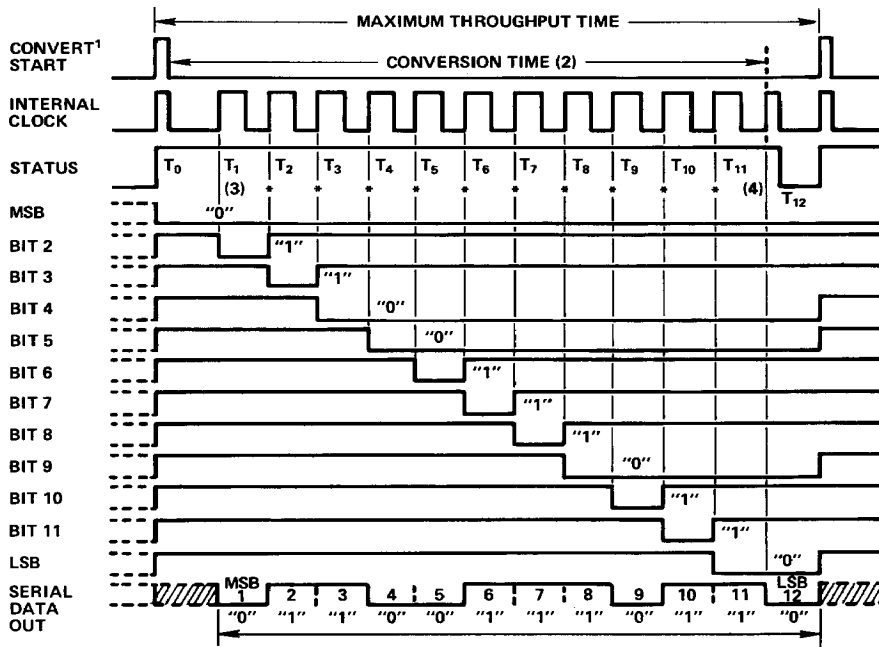 MAXIMUM THROUGHPUT TIME
CONVERT¹
START
CONVERSION TIME (2)
INTERNAL
CLOCK
STATUS
T₀ T₁ T₂ T₃ T₄ T₅ T₆ T₇ T₈ T₉ T₁₀ T₁₁
(3) * * * * * * * * * * (4) T₁₂
MSB "0"
BIT 2 "1"
BIT 3 "1"
BIT 4 "0"
BIT 5 "0"
BIT 6 "1"
BIT 7 "1"
BIT 8 "1"
BIT 9 "0"
BIT 10 "1"
BIT 11 "1"
LSB "0"
SERIAL
DATA
OUT
MSB LSB
1 2 3 4 5 6 7 8 9 10 11 12
"0" "1" "1" "0" "0" "1" "1" "1" "0" "1" "1" "0"